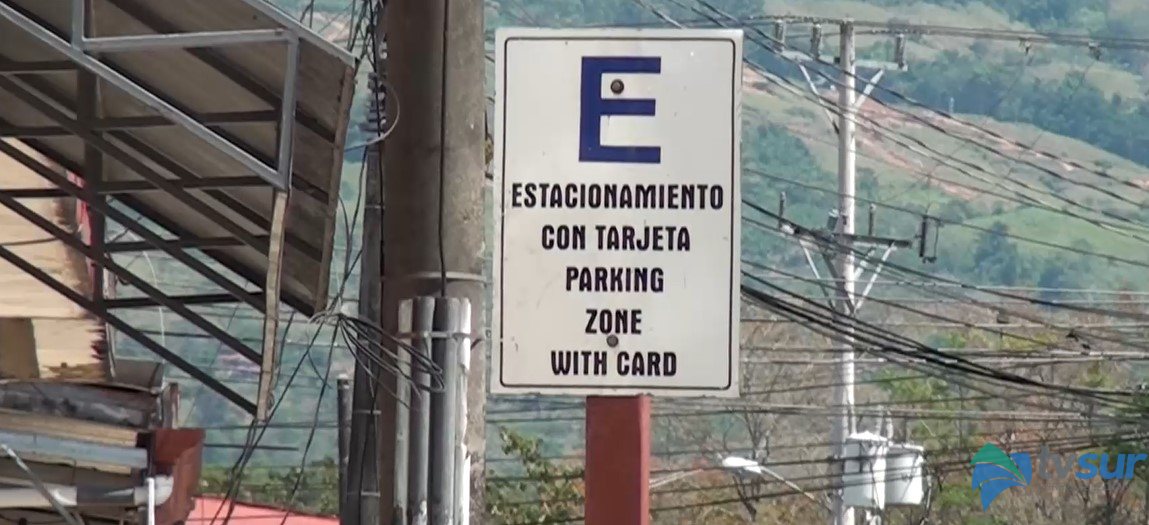 E
ESTACIONAMIENTO
CON TARJETA
PARKING
ZONE
WITH CARD
tvsur